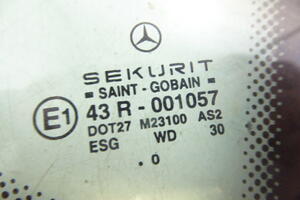 SEKURIT
SAINT-GOBAIN
E1 43 R-001057
DOT27 M23100 AS2
ESG WD 30
. 0